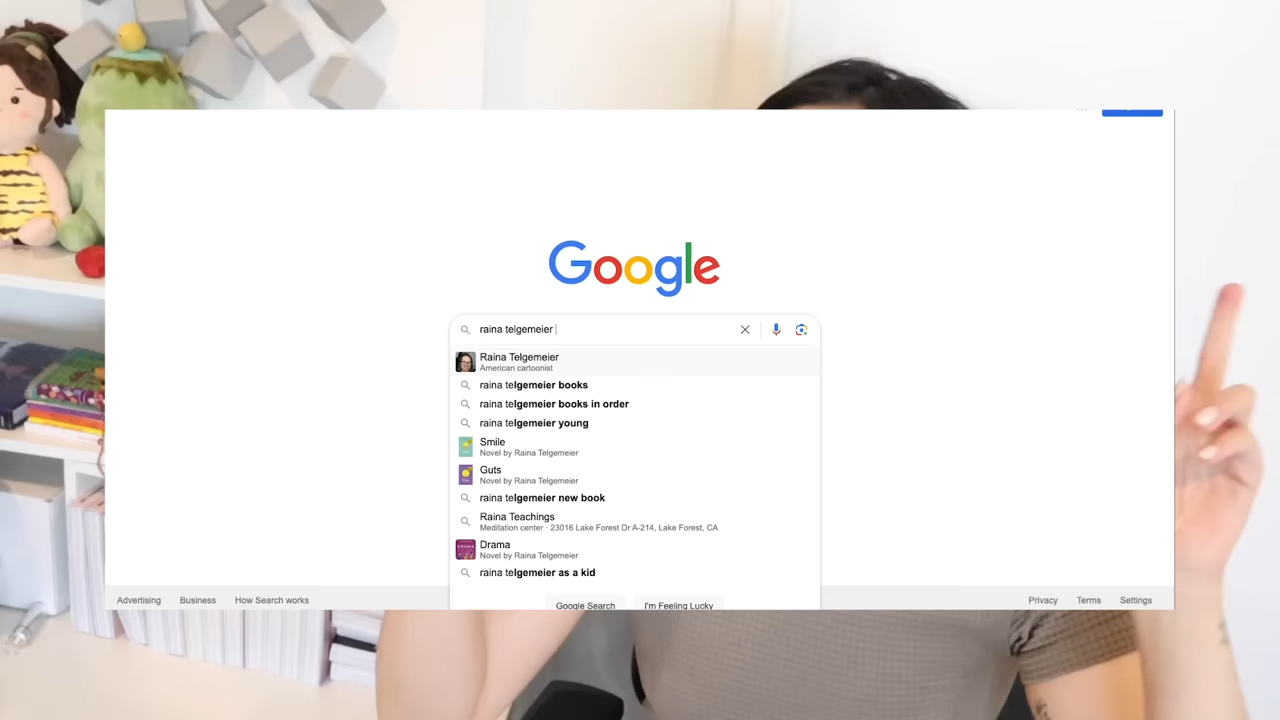 Google
raina telgemeier
Raina Telgemeier
American cartoonist
raina telgemeier books
raina telgemeier books in order
raina telgemeier young
Smile
Novel by Raina Telgemeier
Guts
Novel by Raina Telgemeier
raina telgemeier new book
Raina Teachings
Meditation center · 23016 Lake Forest Dr A-214, Lake Forest, CA
Drama
Novel by Raina Telgemeier
raina telgemeier as a kid
Google Search I'm Feeling Lucky
Advertising Business How Search works Privacy Terms Settings